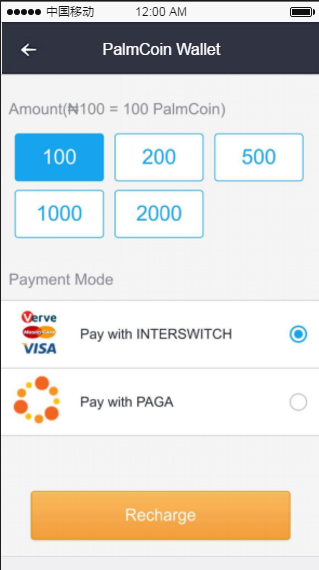 中国移动 12:00 AM
PalmCoin Wallet
Amount(₦100 = 100 PalmCoin)
100 200 500
1000 2000
Payment Mode
Verve
MasterCard
VISA
Pay with INTERSWITCH
Pay with PAGA
Recharge